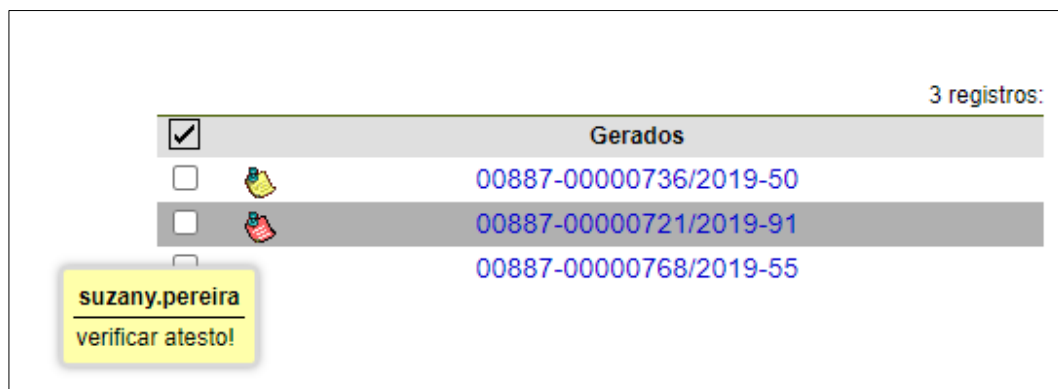 3 registros:
Gerados
00887-00000736/2019-50
00887-00000721/2019-91
00887-00000768/2019-55
suzany.pereira
verificar atesto!